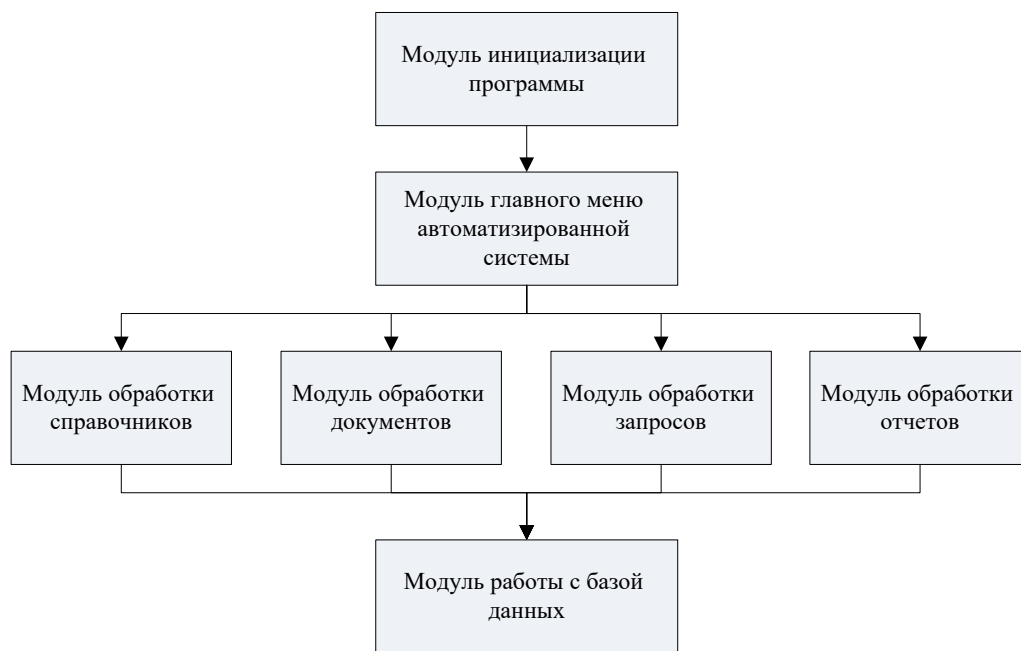 Модуль инициализации
программы
Модуль главного меню
автоматизированной
системы
Модуль обработки
справочников
Модуль обработки
документов
Модуль обработки
запросов
Модуль обработки
отчетов
Модуль работы с базой
данных